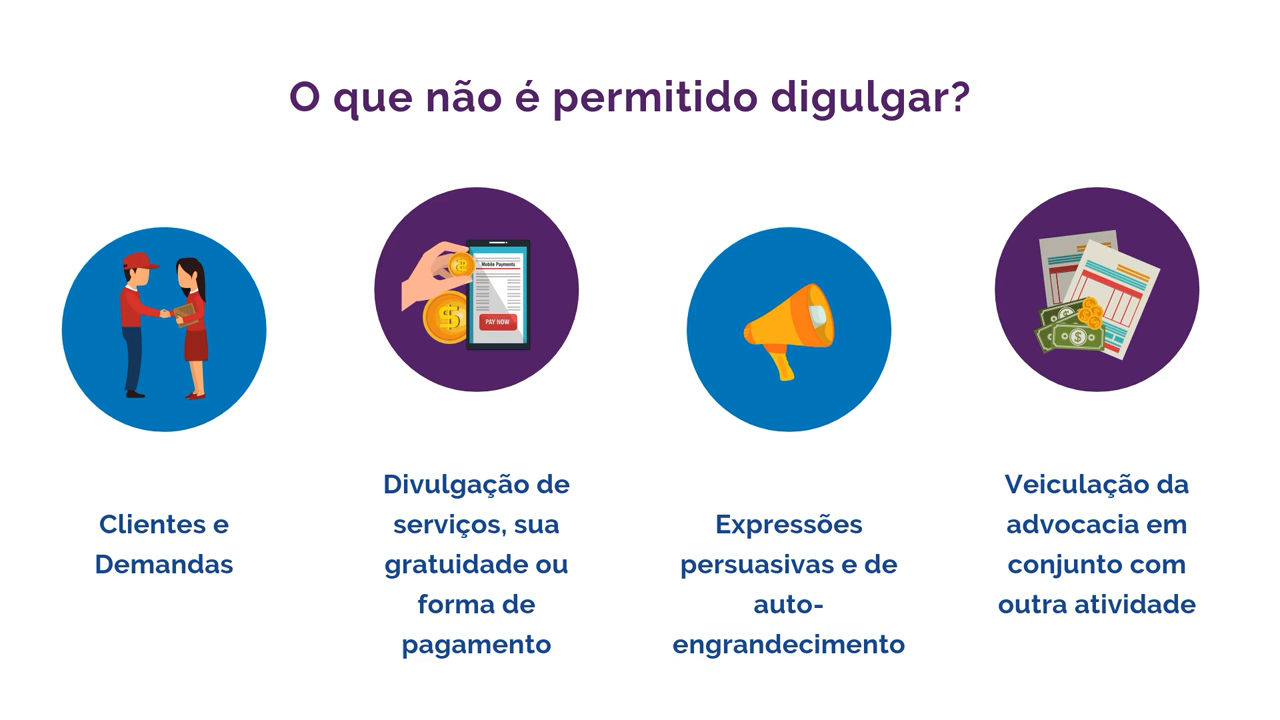 O que não é permitido digulgar?
Mobile Payments
PAY NOW
Clientes e
Demandas
Divulgação de
serviços, sua
gratuidade ou
forma de
pagamento
Expressões
persuasivas e de
auto-
engrandecimento
Veiculação da
advocacia em
conjunto com
outra atividade